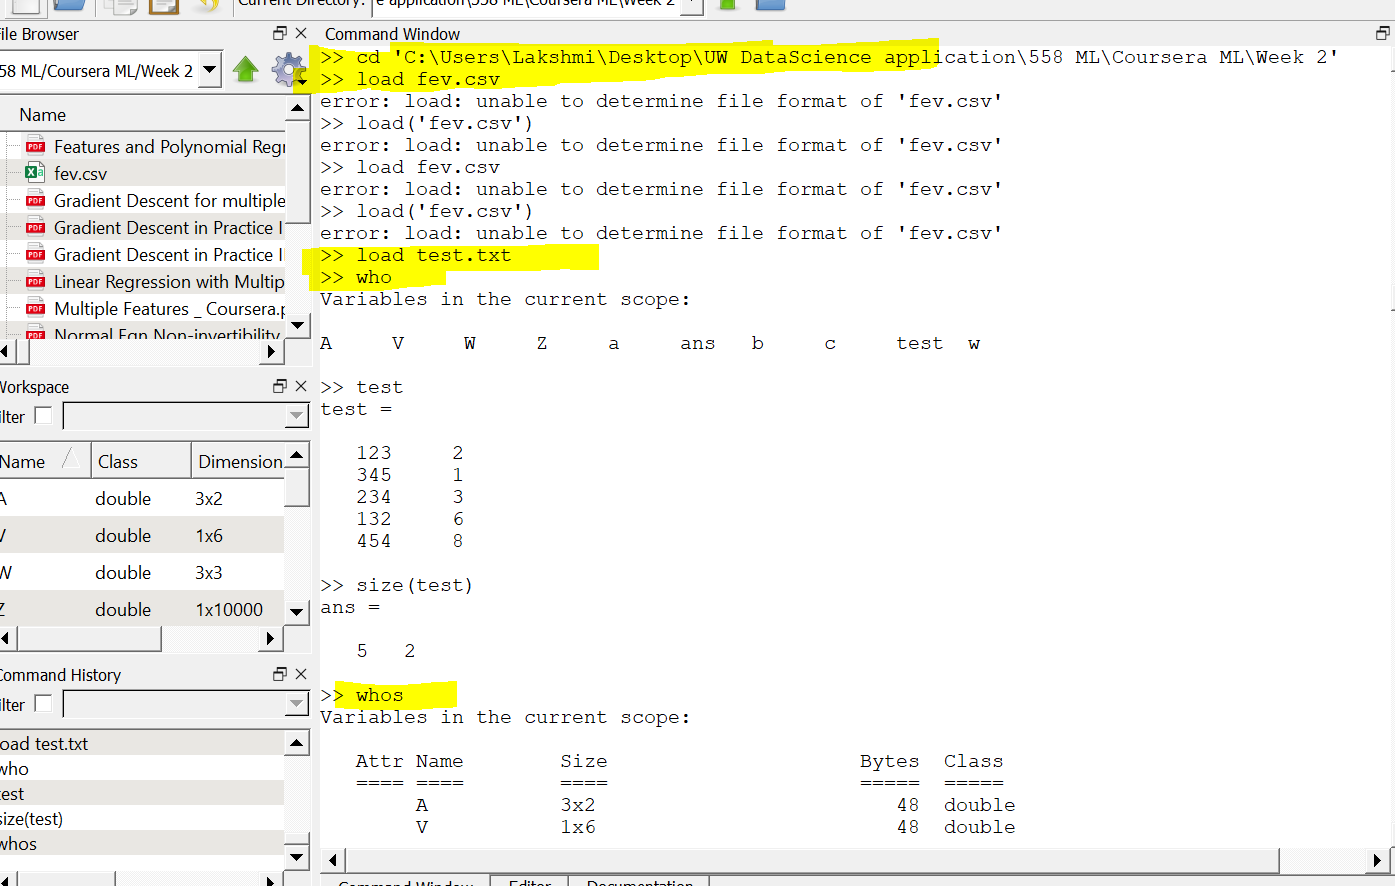 Current Directory: e application\558 ML\Coursera ML\Week 2
File Browser
58 ML/Coursera ML/Week 2
Name
Features and Polynomial Regr
fev.csv
Gradient Descent for multiple
Gradient Descent in Practice I
Gradient Descent in Practice I
Linear Regression with Multip
Multiple Features _ Coursera.p
Normal Eqn Non-invertibility
Workspace
Filter
Name Class Dimension
A double 3x2
V double 1x6
W double 3x3
Z double 1x10000
Command History
Filter
load test.txt
who
test
size(test)
whos
Command Window
>> cd 'C:\Users\Lakshmi\Desktop\UW DataScience application\558 ML\Coursera ML\Week 2'
>> load fev.csv
error: load: unable to determine file format of 'fev.csv'
>> load('fev.csv')
error: load: unable to determine file format of 'fev.csv'
>> load fev.csv
error: load: unable to determine file format of 'fev.csv'
>> load('fev.csv')
error: load: unable to determine file format of 'fev.csv'
>> load test.txt
>> who
Variables in the current scope:
A V W Z a ans b c test w
>> test
test =
123 2
345 1
234 3
132 6
454 8
>> size(test)
ans =
5 2
>> whos
Variables in the current scope:
Attr Name Size Bytes Class
==== ==== ==== ===== =====
A 3x2 48 double
V 1x6 48 double
Command Window Editor Documentation